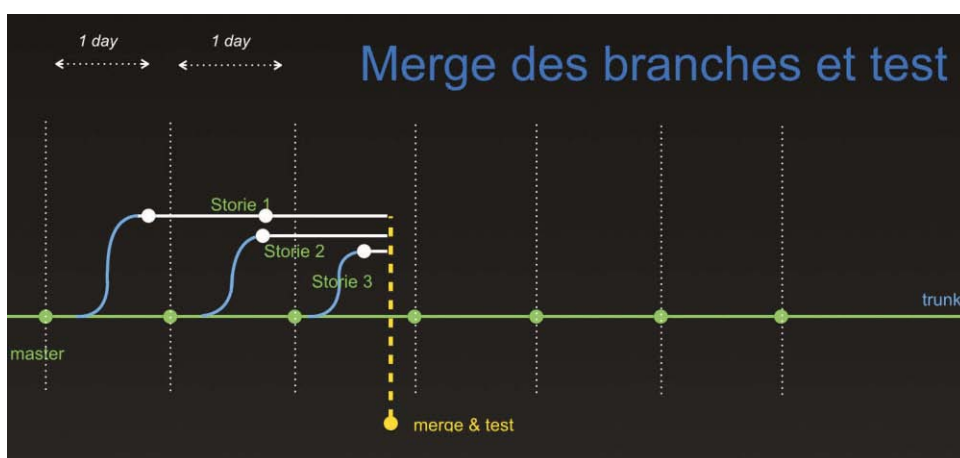 1 day
1 day
Merge des branches et test
Storie 1
Storie 2
Storie 3
trunk
master
merge & test